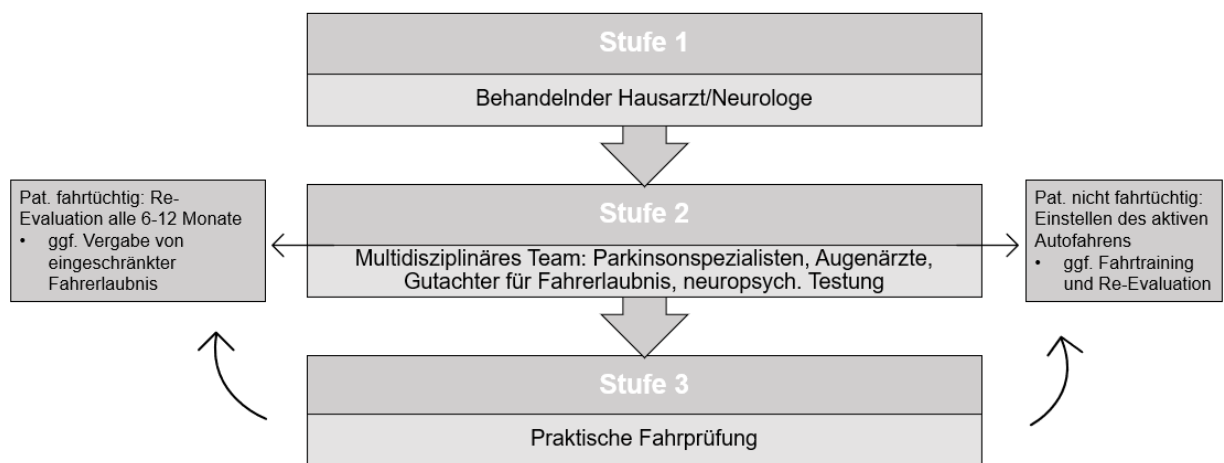 Stufe 1
Behandelnder Hausarzt/Neurologe
Pat. fahrtüchtig: Re-
Evaluation alle 6-12 Monate
• ggf. Vergabe von
eingeschränkter
Fahrerlaubnis
Stufe 2
Multidisziplinäres Team: Parkinsonspezialisten, Augenärzte,
Gutachter für Fahrerlaubnis, neuropsych. Testung
Pat. nicht fahrtüchtig:
Einstellen des aktiven
Autofahrens
• ggf. Fahrtraining
und Re-Evaluation
Stufe 3
Praktische Fahrprüfung